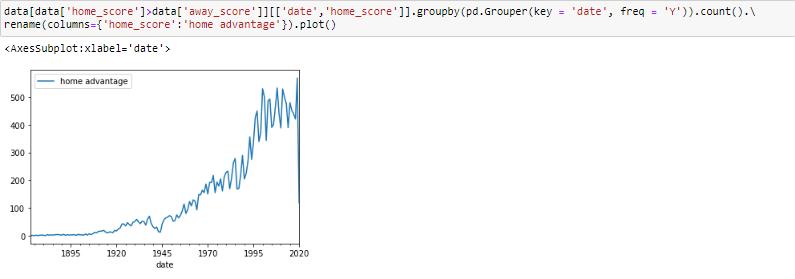 data[data['home_score']>data['away_score']][['date','home_score']].groupby(pd.Grouper(key = 'date', freq = 'Y')).count().\
rename(columns={'home_score':'home advantage'}).plot()
<AxesSubplot:xlabel='date'>
home advantage
500
400
300
200
100
0
1895 1920 1945 1970 1995 2020
date